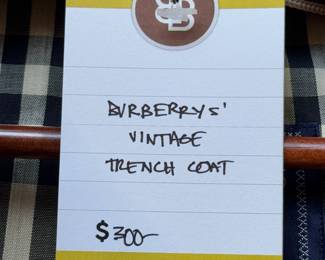 BURBERRYS'
VINTAGE
TRENCH COAT
$300-